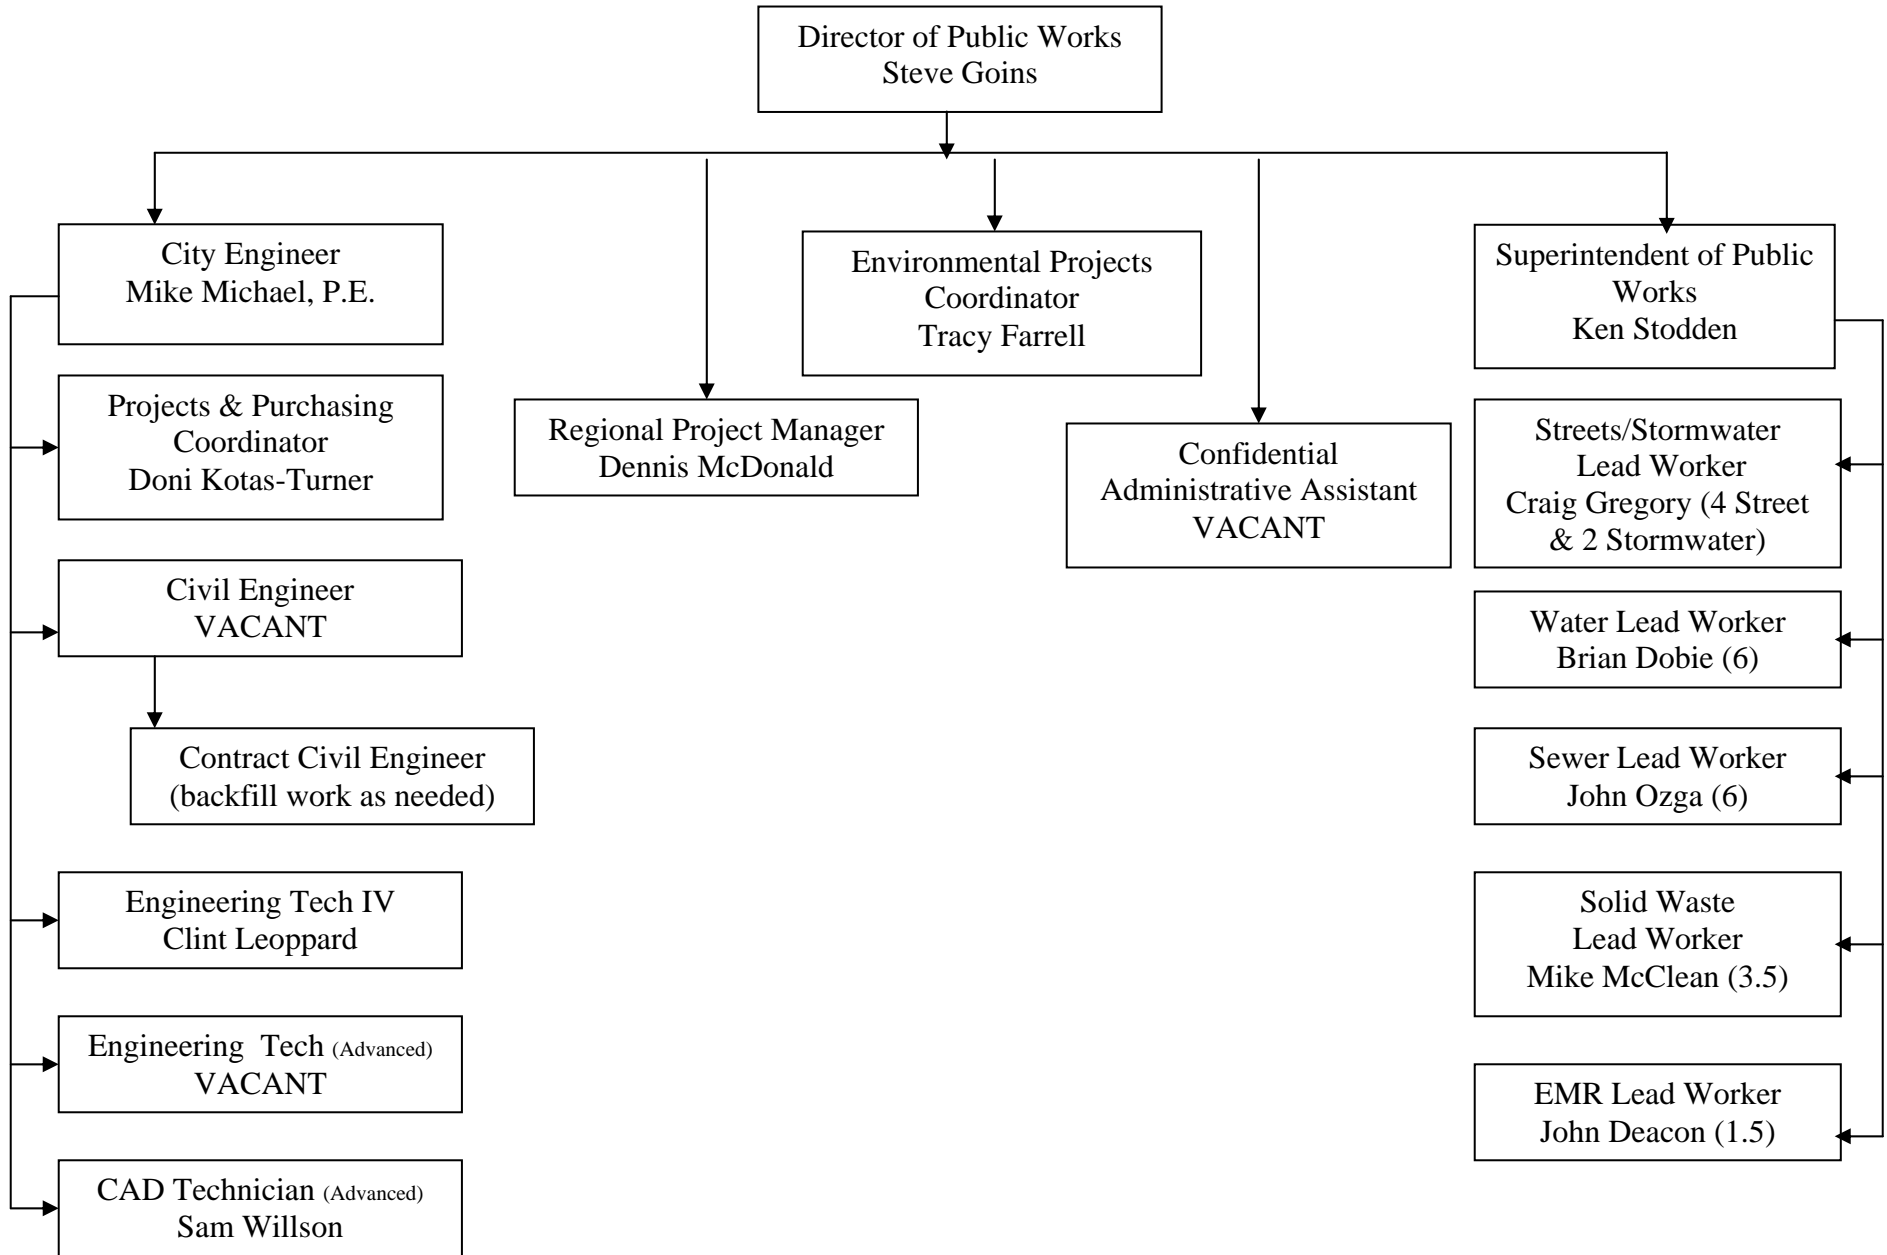 Director of Public Works
Steve Goins
City Engineer
Mike Michael, P.E.
Environmental Projects
Coordinator
Tracy Farrell
Superintendent of Public
Works
Ken Stodden
Projects & Purchasing
Coordinator
Doni Kotas-Turner
Regional Project Manager
Dennis McDonald
Confidential
Administrative Assistant
VACANT
Streets/Stormwater
Lead Worker
Craig Gregory (4 Street
& 2 Stormwater)
Civil Engineer
VACANT
Water Lead Worker
Brian Dobie (6)
Contract Civil Engineer
(backfill work as needed)
Sewer Lead Worker
John Ozga (6)
Engineering Tech IV
Clint Leoppard
Solid Waste
Lead Worker
Mike McClean (3.5)
Engineering Tech (Advanced)
VACANT
EMR Lead Worker
John Deacon (1.5)
CAD Technician (Advanced)
Sam Willson